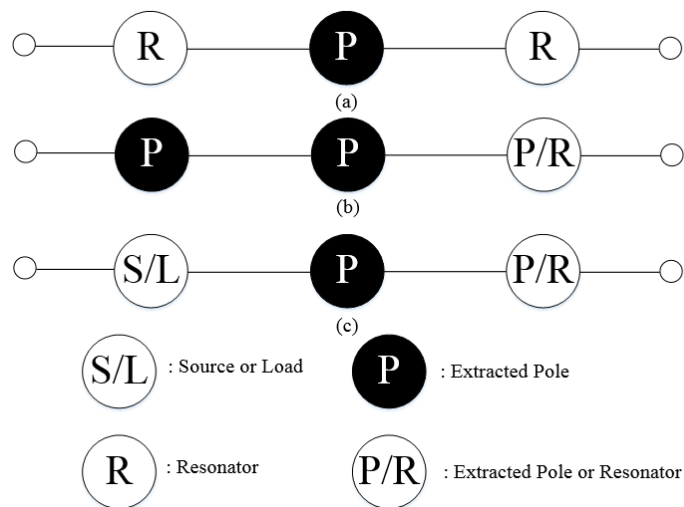 R P R
(a)
P P P/R
(b)
S/L P P/R
(c)
S/L : Source or Load P : Extracted Pole
R : Resonator P/R : Extracted Pole or Resonator